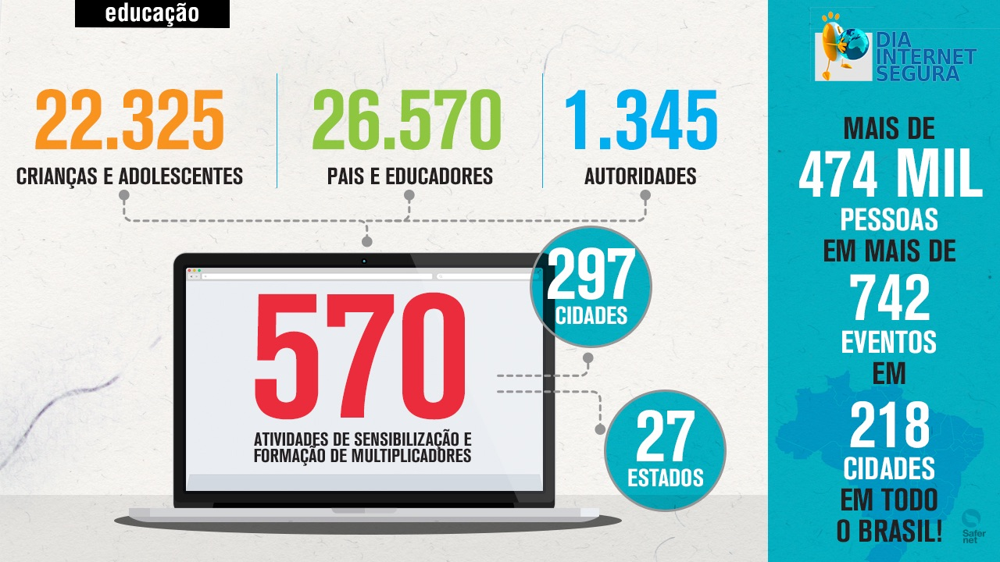 educação
22.325
CRIANÇAS E ADOLESCENTES
26.570
PAIS E EDUCADORES
1.345
AUTORIDADES
570
ATIVIDADES DE SENSIBILIZAÇÃO E
FORMAÇÃO DE MULTIPLICADORES
297
CIDADES
27
ESTADOS
DIA
INTERNET
SEGURA
MAIS DE
474 MIL
PESSOAS
EM MAIS DE
742
EVENTOS
EM
218
CIDADES
EM TODO
O BRASIL!
Safer
net